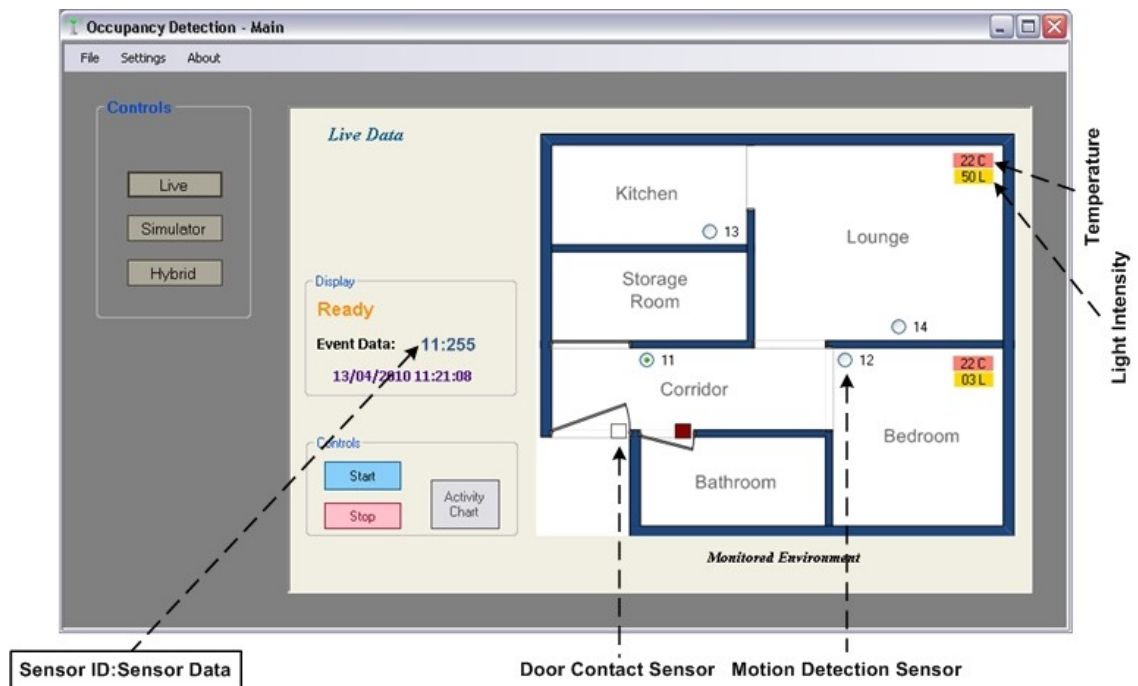 Occupancy Detection - Main
File Settings About
Controls
Live
Simulator
Hybrid
Live Data
Display
Ready
Event Data: 11:255
13/04/2010 11:21:08
Controls
Start
Stop
Activity
Chart
Kitchen
13
Storage
Room
Lounge
22 C
50 L
14
11
Corridor
12
22 C
03 L
Bedroom
Bathroom
Monitored Environment
Temperature
Light Intensity
Sensor ID:Sensor Data
Door Contact Sensor
Motion Detection Sensor